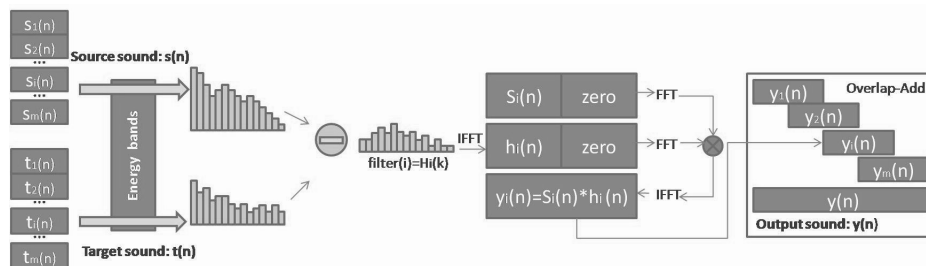 s1(n)
s2(n)
...
si(n)
...
sm(n)
Source sound: s(n)
Energy bands
t1(n)
t2(n)
...
ti(n)
...
tm(n)
Target sound: t(n)
filter(i)=Hi(k)
IFFT
Si(n) zero
FFT
hi(n) zero
FFT
yi(n)=Si(n)*hi(n)
IFFT
Overlap-Add
y1(n)
y2(n)
yi(n)
ym(n)
y(n)
Output sound: y(n)